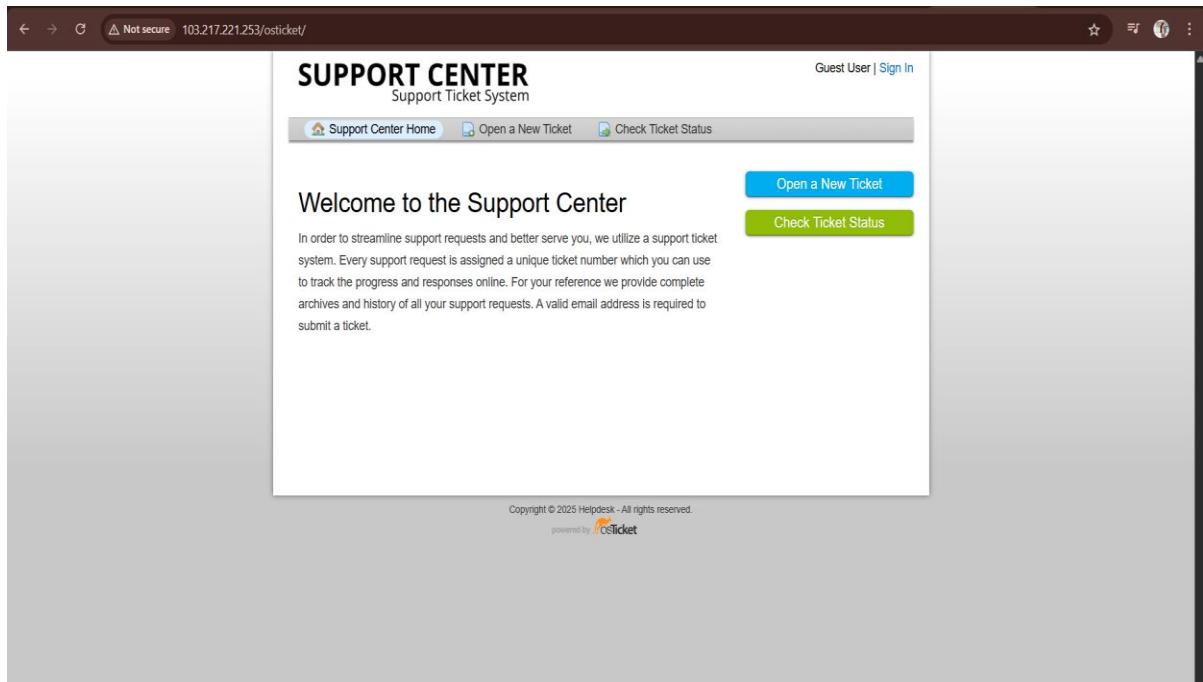 Not secure 103.217.221.253/osticket/
SUPPORT CENTER
Support Ticket System
Guest User | Sign In
Support Center Home Open a New Ticket Check Ticket Status
Welcome to the Support Center
In order to streamline support requests and better serve you, we utilize a support ticket
system. Every support request is assigned a unique ticket number which you can use
to track the progress and responses online. For your reference we provide complete
archives and history of all your support requests. A valid email address is required to
submit a ticket.
Open a New Ticket
Check Ticket Status
Copyright © 2025 Helpdesk - All rights reserved.
powered by osTicket